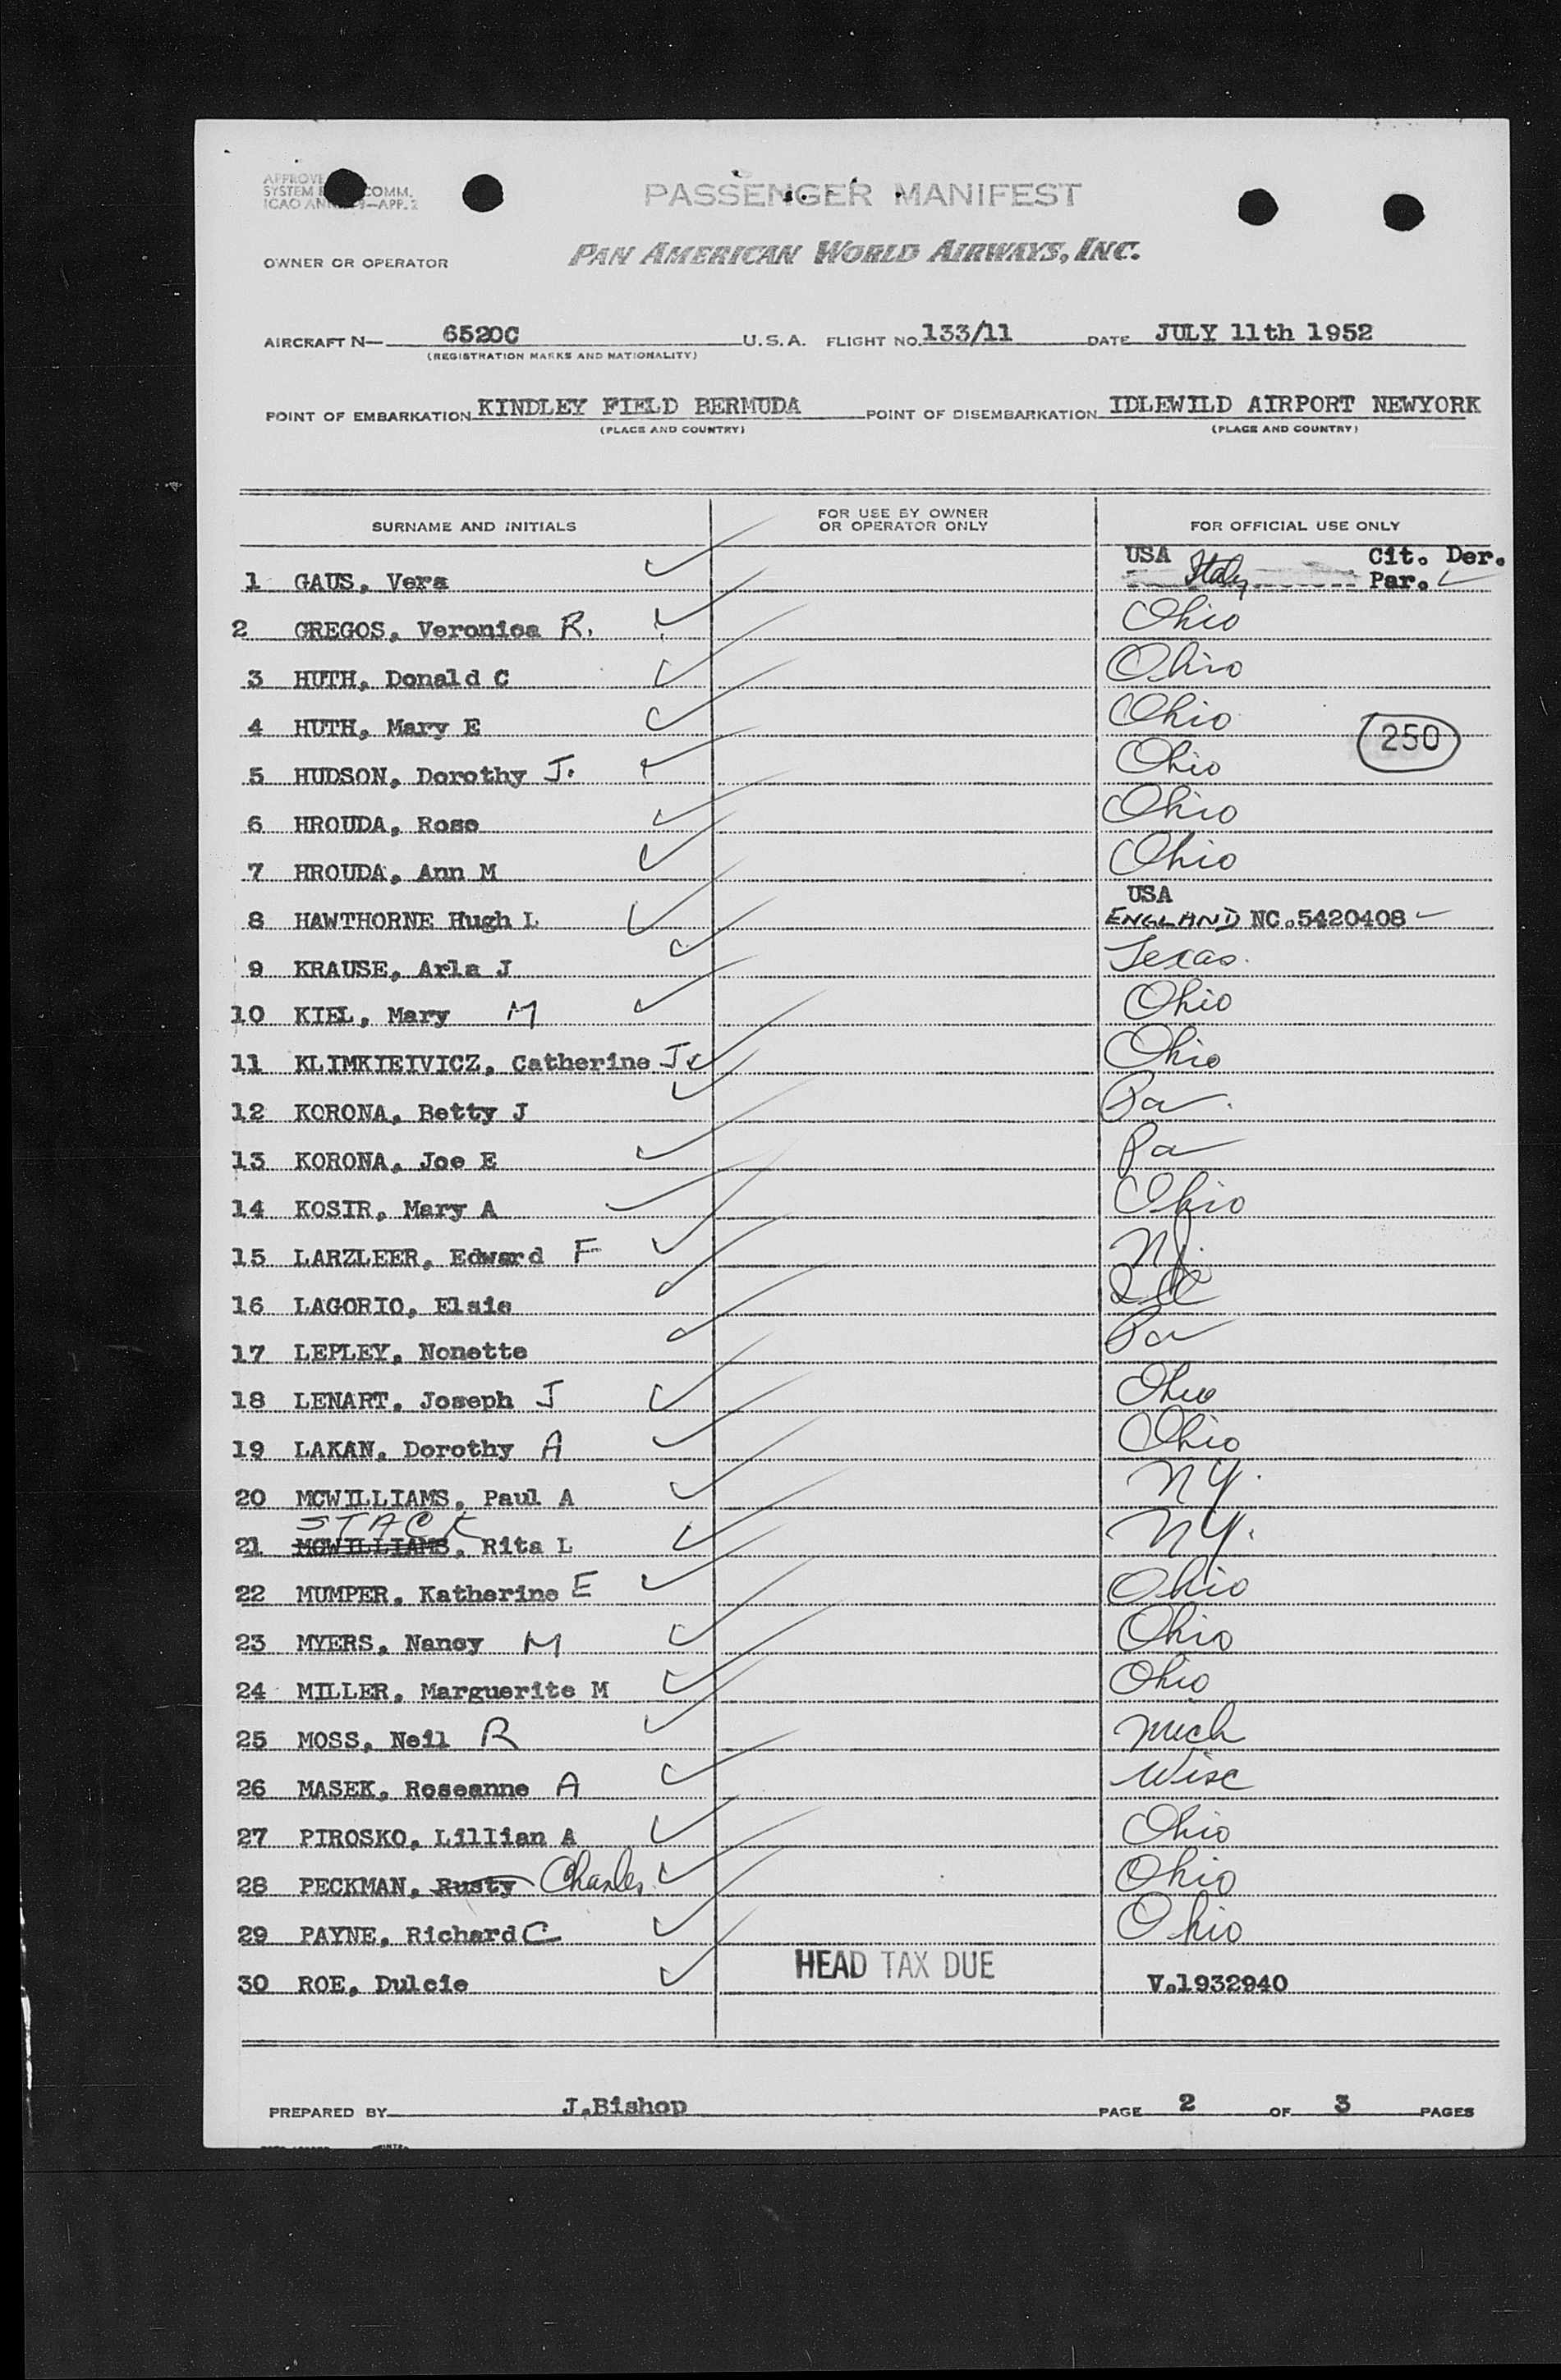 PASSENGER MANIFEST
SYSTEM COMM.
ICAO ANN 9—APP. 2
OWNER OR OPERATOR PAN AMERICAN WORLD AIRWAYS, INC.
AIRCRAFT N— 6520C U.S.A. FLIGHT NO. 133/11 DATE JULY 11th 1952
(REGISTRATION MARKS AND NATIONALITY)
POINT OF EMBARKATION KINDLEY FIELD BERMUDA POINT OF DISEMBARKATION IDLEWILD AIRPORT NEWYORK
(PLACE AND COUNTRY) (PLACE AND COUNTRY)
SURNAME AND INITIALS FOR USE BY OWNER OR OPERATOR ONLY FOR OFFICIAL USE ONLY
USA Cit. Der.
1 GAUS, Vera Italy Par.
2 GREGOS, Veronica R. Ohio
3 HUTH, Donald C Ohio
4 HUTH, Mary E Ohio
250
5 HUDSON, Dorothy J. Ohio
6 HROUDA, Rose Ohio
7 HROUDA, Ann M Ohio
USA
8 HAWTHORNE Hugh L ENGLAND NC.5420408
9 KRAUSE, Arla J Texas.
10 KIEL, Mary M Ohio
11 KLIMKIEIVICZ, Catherine J. Ohio
12 KORONA, Betty J Pa.
13 KORONA, Joe E Pa
14 KOSIR, Mary A Ohio
15 LARZLEER, Edward F NJ.
16 LAGORIO, Elsie Ill
17 LEPLEY, Nonette Pa
18 LENART, Joseph J Ohio
19 LAKAN, Dorothy A Ohio
20 MCWILLIAMS, Paul A NY.
STACK
21 MCWILLIAMS, Rita L NY.
22 MUMPER, Katherine E Ohio
23 MYERS, Nancy M Ohio
24 MILLER, Marguerite M Ohio
25 MOSS, Neil R Mich
26 MASEK, Roseanne A Wisc
27 PIROSKO, Lillian A Ohio
28 PECKMAN, Rusty Charles Ohio
29 PAYNE, Richard C Ohio
HEAD TAX DUE
30 ROE, Dulcie V.1932940
PREPARED BY J.Bishop PAGE 2 OF 3 PAGES